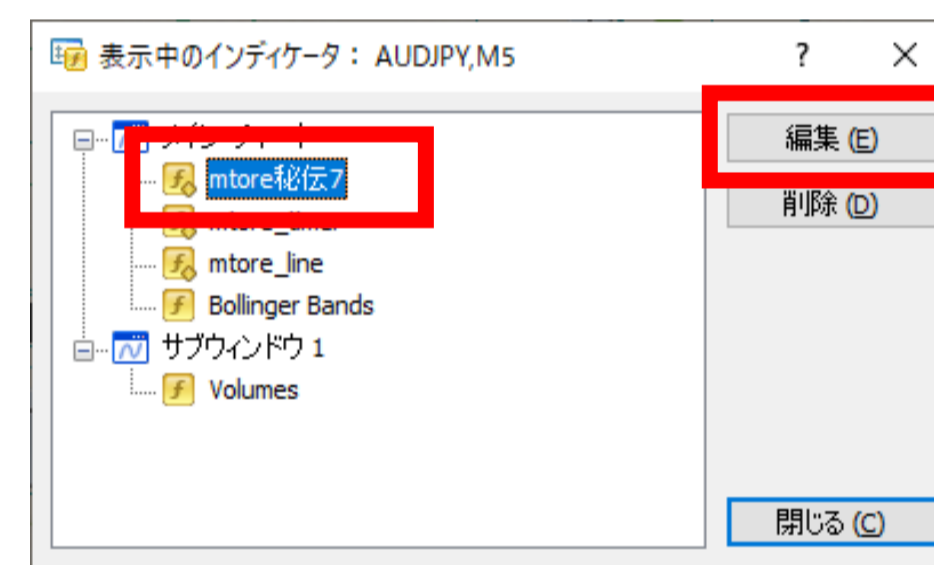 表示中のインディケータ： AUDJPY,M5
?
編集 (E)
mtore秘伝7
削除 (D)
mtore_line
Bollinger Bands
サブウィンドウ 1
Volumes
閉じる (C)